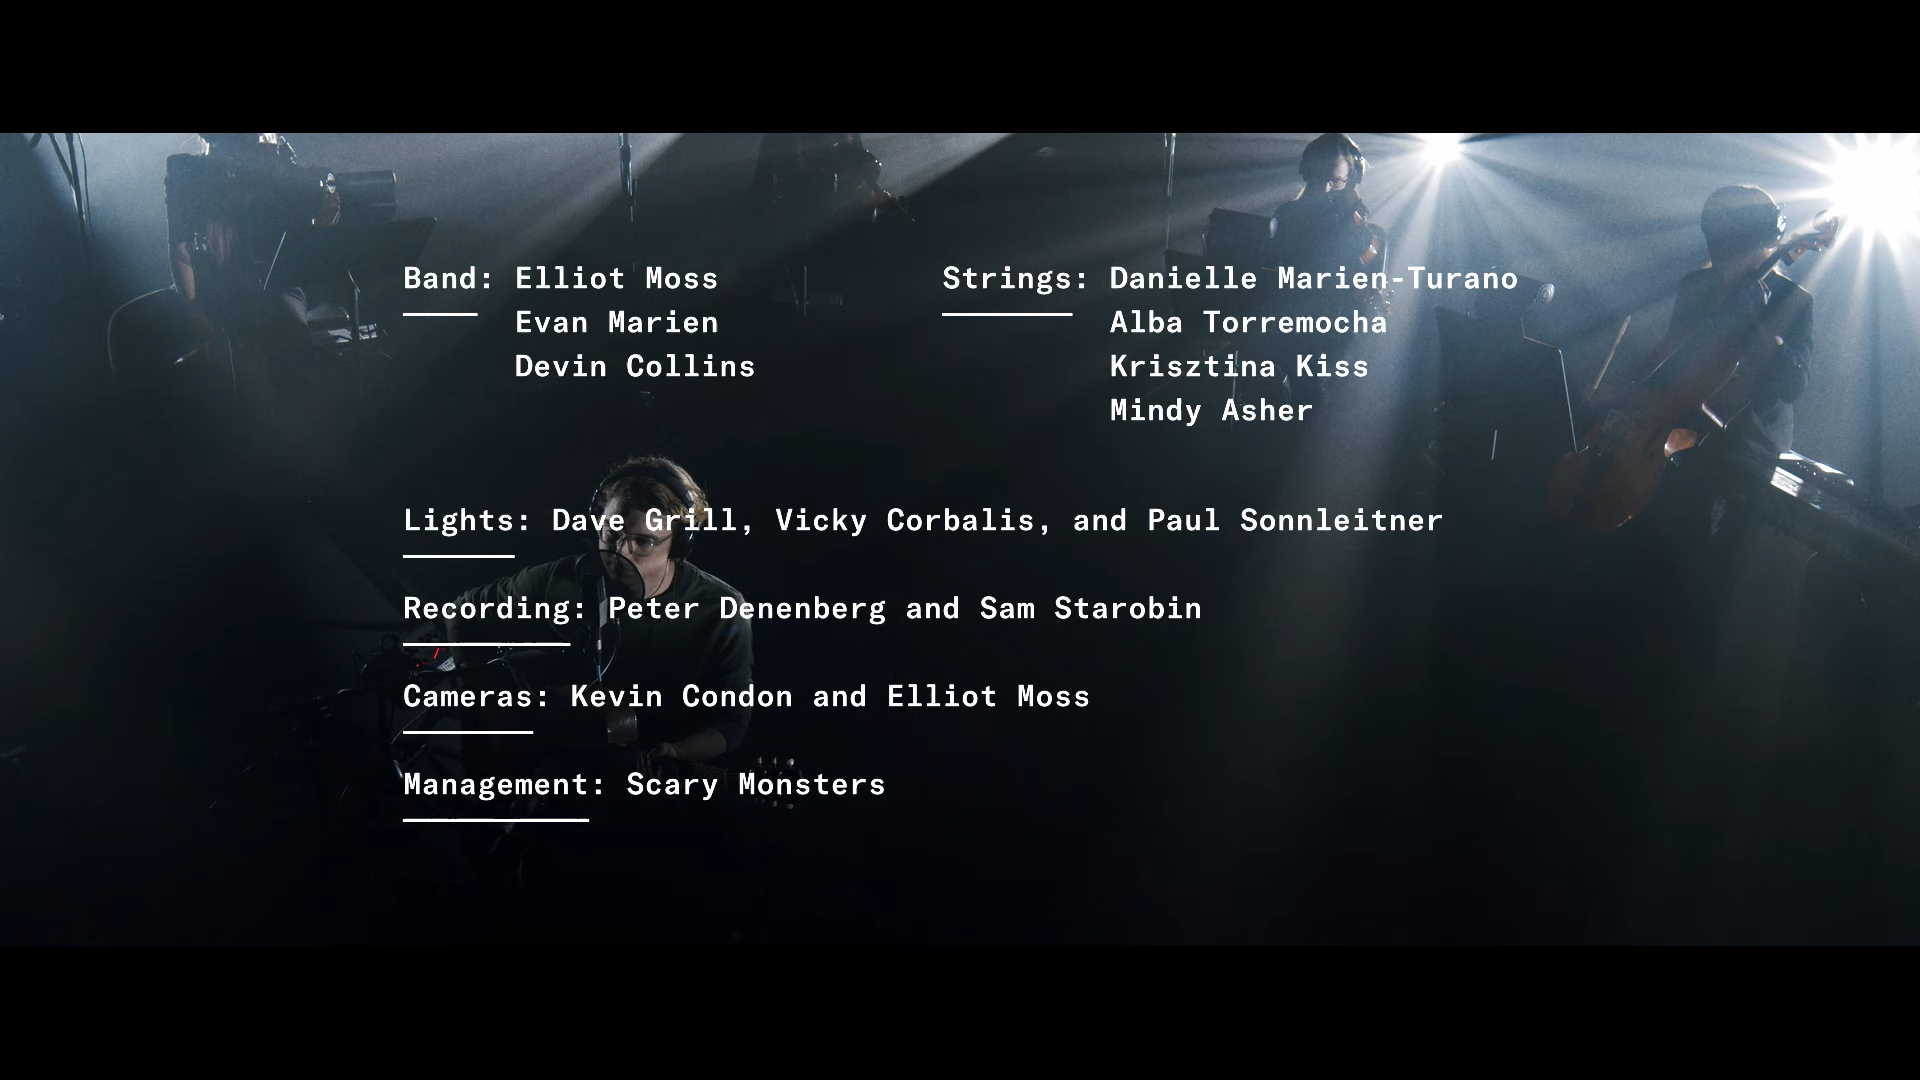 Band: Elliot Moss
Evan Marien
Devin Collins
Strings: Danielle Marien-Turano
Alba Torremocha
Krisztina Kiss
Mindy Asher
Lights: Dave Grill, Vicky Corbalis, and Paul Sonnleitner
Recording: Peter Denenberg and Sam Starobin
Cameras: Kevin Condon and Elliot Moss
Management: Scary Monsters